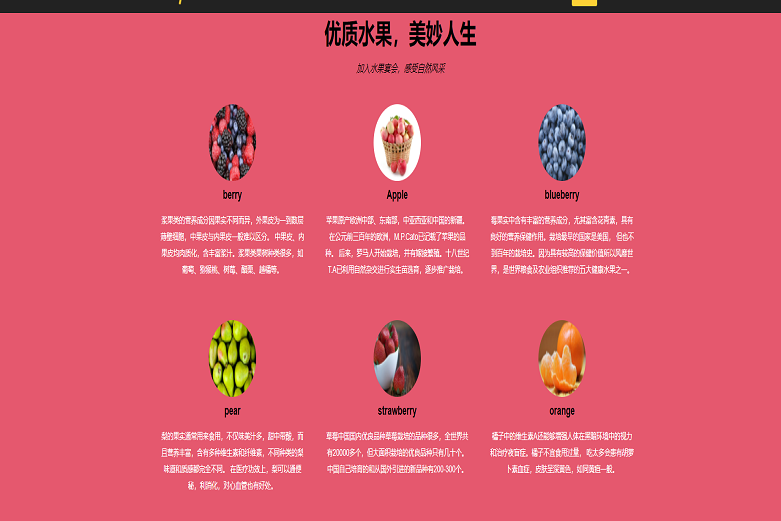 优质水果，美妙人生
加入水果宴会，感受自然风采
berry
Apple
blueberry
浆果类的营养成分因果实不同而异，外果皮为一到数层
薄壁细胞，中果皮与内果皮一般难以区分。 中果皮、内
果皮均肉质化，含丰富浆汁。浆果类果树种类很多，如
葡萄、猕猴桃、树莓、醋栗、越橘等。
苹果原产欧洲中部、东南部，中亚西亚和中国的新疆。
在公元前三百年的欧洲，M.P.Cato已记载了苹果的品
种。 后来，罗马人开始栽培，并有嫁接繁殖。十八世纪
T.A已利用自然杂交进行实生苗选育，逐步推广栽培。
莓果实中含有丰富的营养成分，尤其富含花青素，具有
良好的营养保健作用。栽培最早的国家是美国， 但也不
到百年的栽培史。因为具有较高的保健价值所以风靡世
界，是世界粮食及农业组织推荐的五大健康水果之一。
pear
strawberry
orange
梨的果实通常用来食用，不仅味美汁多，甜中带酸，而
且营养丰富，含有多种维生素和纤维素，不同种类的梨
味道和质感都完全不同。 在医疗功效上，梨可以通便
秘，利消化，对心血管也有好处。
草莓中国国内优良品种草莓栽培的品种很多，全世界共
有20000多个，但大面积栽培的优良品种只有几十个。
中国自己培育的和从国外引进的新品种有200-300个。
橘子中的维生素A还能够增强人体在黑暗环境中的视力
和治疗夜盲症。橘子不宜食用过量， 吃太多会患有胡萝
卜素血症，皮肤呈深黄色，如同黄疸一般。